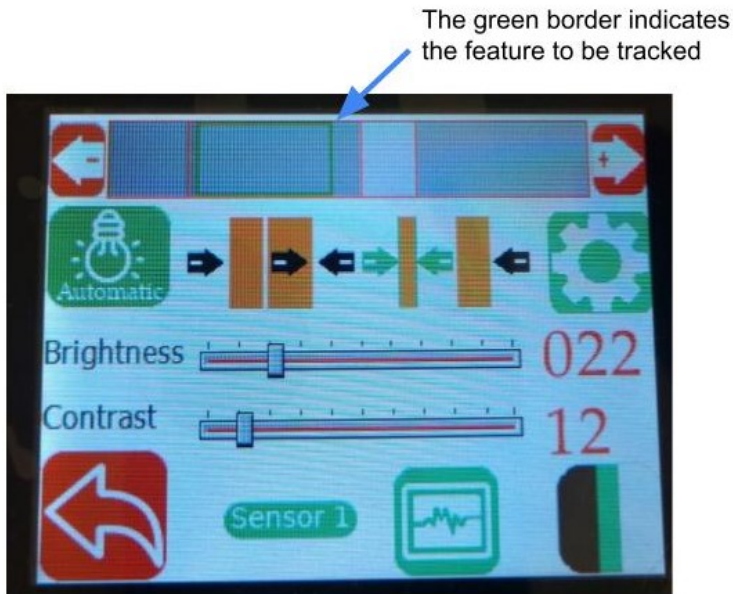 The green border indicates
the feature to be tracked
-
+
Automatic
Brightness
022
Contrast
12
Sensor 1